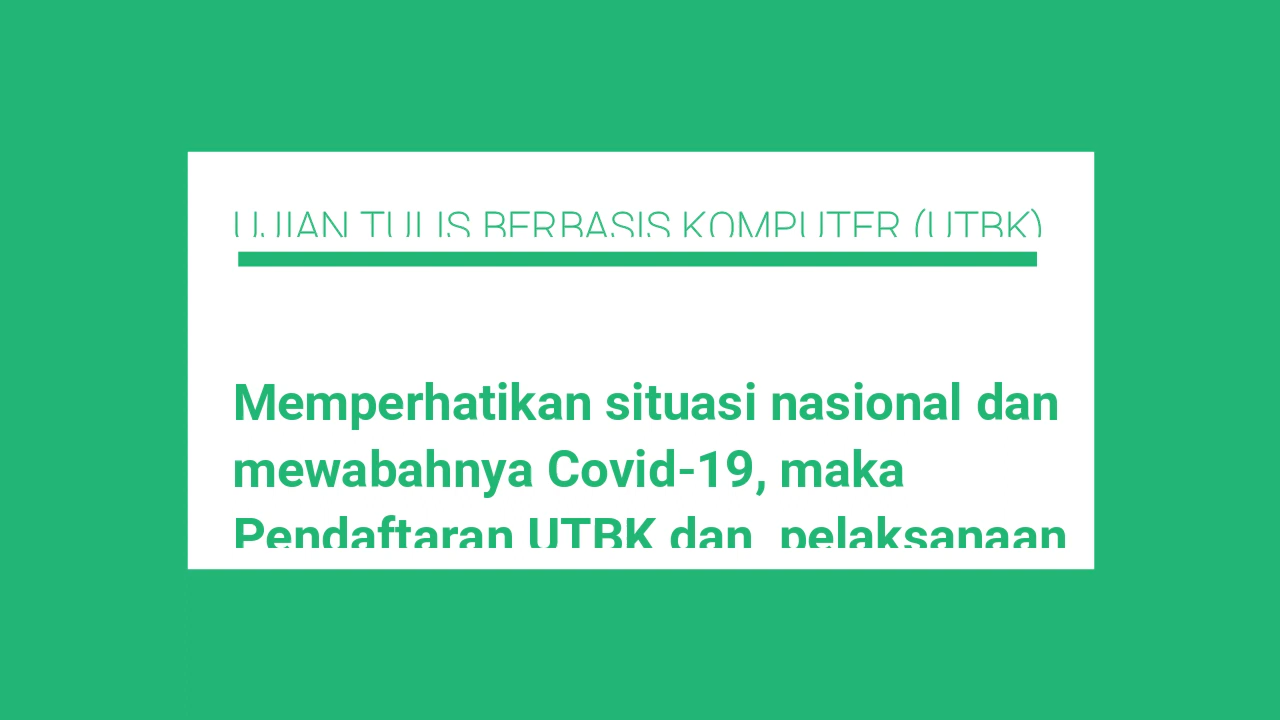 UJIAN TULIS BERBASIS KOMPUTER (UTBK)
Memperhatikan situasi nasional dan
mewabahnya Covid-19, maka
Pendaftaran UTBK dan pelaksanaan